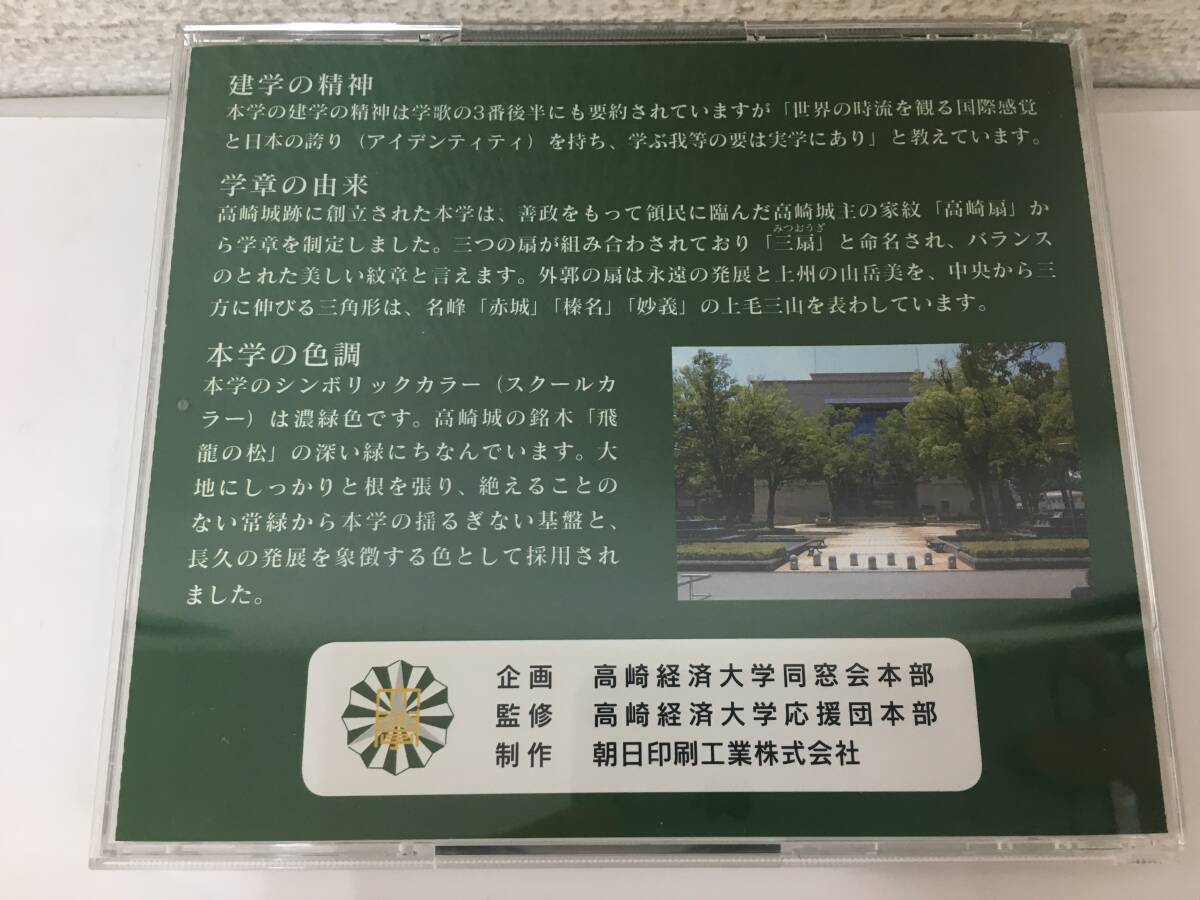 建学の精神
本学の建学の精神は学歌の3番後半にも要約されていますが「世界の時流を観る国際感覚
と日本の誇り（アイデンティティ）を持ち、学ぶ我等の要は実学にあり」と教えています。
学章の由来
高崎城跡に創立された本学は、善政をもって領民に臨んだ高崎城主の家紋「高崎扇」か
みつおうぎ
ら学章を制定しました。三つの扇が組み合わされており「三扇」と命名され、バランス
のとれた美しい紋章と言えます。外郭の扇は永遠の発展と上州の山岳美を、中央から三
方に伸びる三角形は、名峰「赤城」「榛名」「妙義」の上毛三山を表わしています。
本学の色調
本学のシンボリックカラー（スクールカ
ラー）は濃緑色です。高崎城の銘木「飛
龍の松」の深い緑にちなんでいます。大
地にしっかりと根を張り、絶えることの
ない常緑から本学の揺るぎない基盤と、
長久の発展を象徴する色として採用され
ました。
企画 高崎経済大学同窓会本部
監修 高崎経済大学応援団本部
制作 朝日印刷工業株式会社